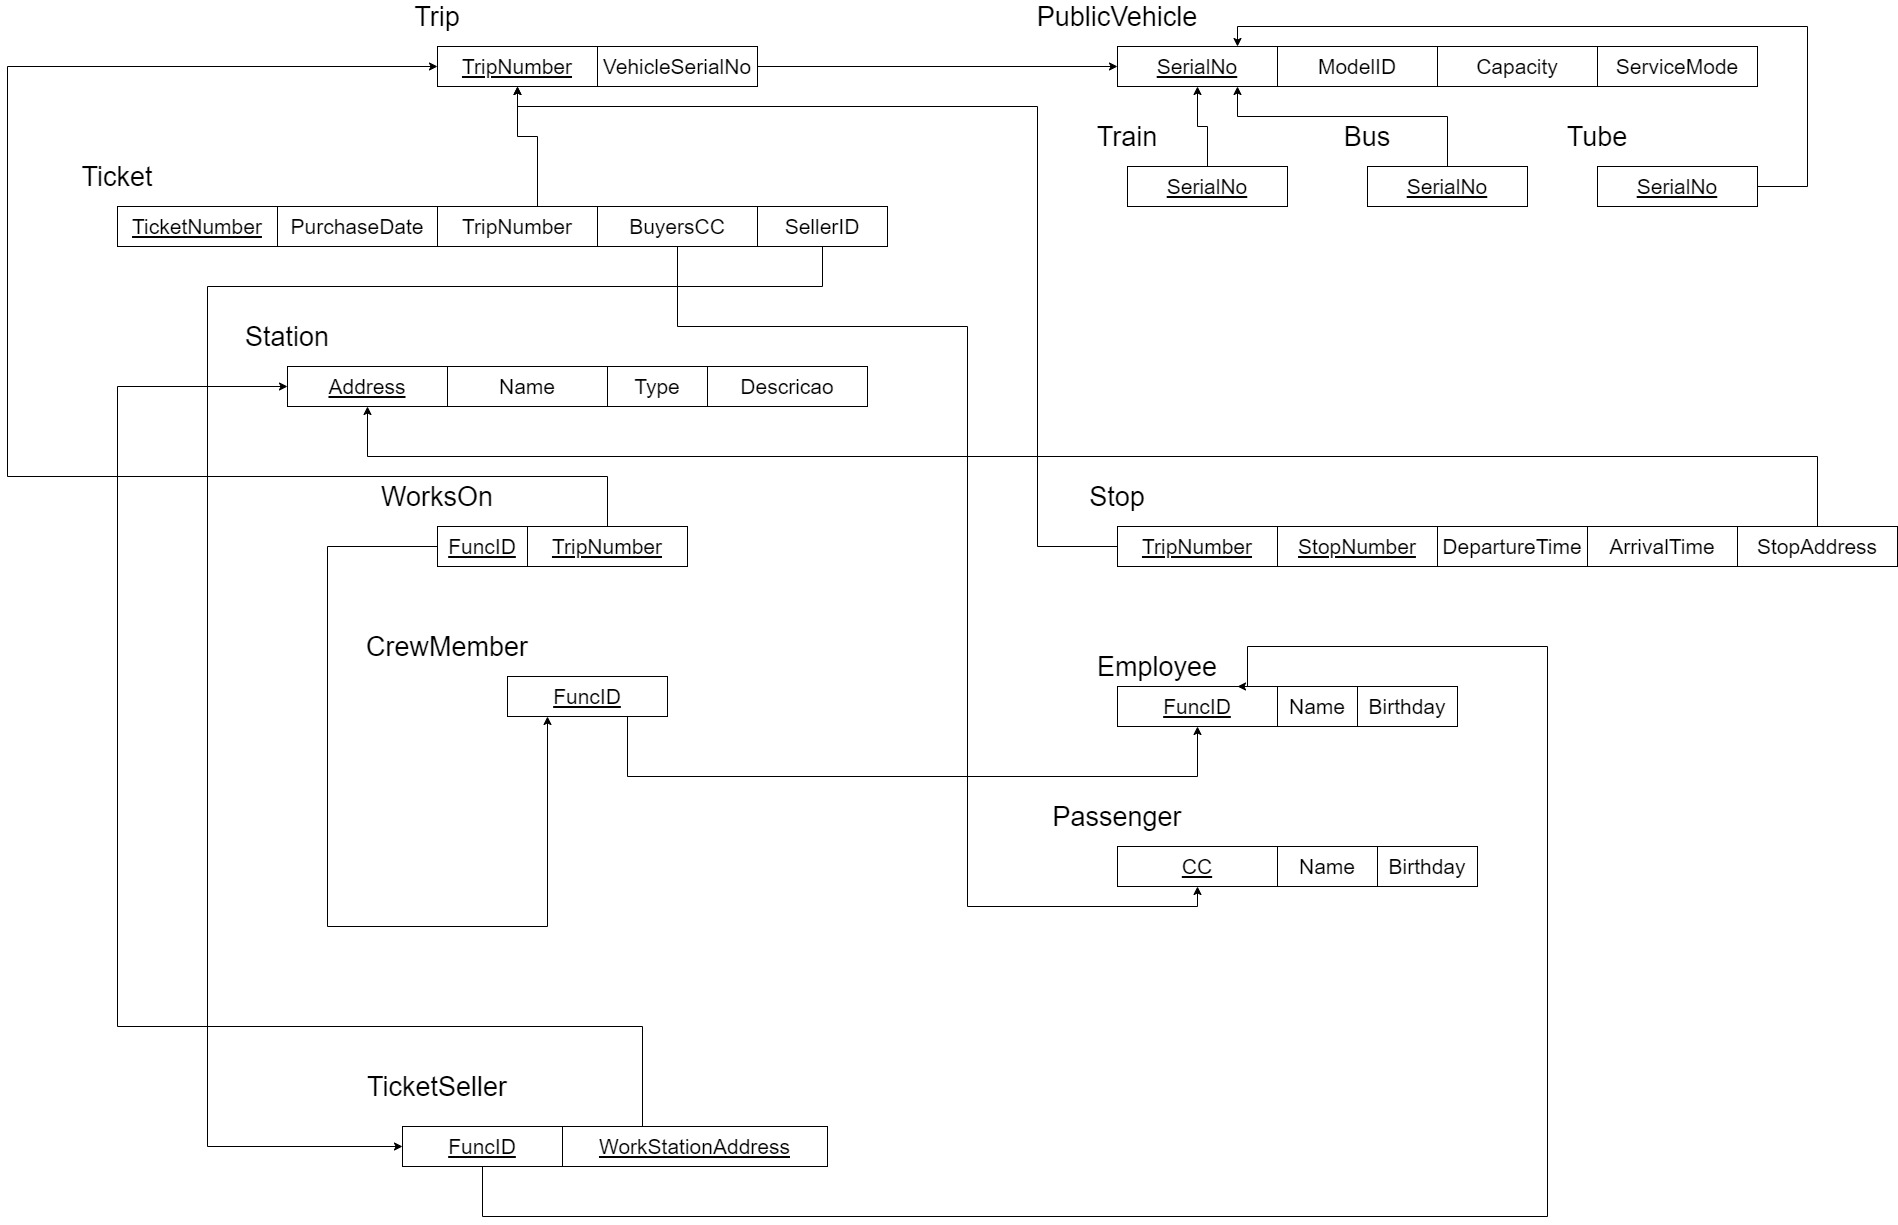 Trip
TripNumber VehicleSerialNo
PublicVehicle
SerialNo ModelID Capacity ServiceMode
Train
SerialNo
Bus
SerialNo
Tube
SerialNo
Ticket
TicketNumber PurchaseDate TripNumber BuyersCC SellerID
Station
Address Name Type Descricao
WorksOn
FuncID TripNumber
Stop
TripNumber StopNumber DepartureTime ArrivalTime StopAddress
CrewMember
FuncID
Employee
FuncID Name Birthday
Passenger
CC Name Birthday
TicketSeller
FuncID WorkStationAddress